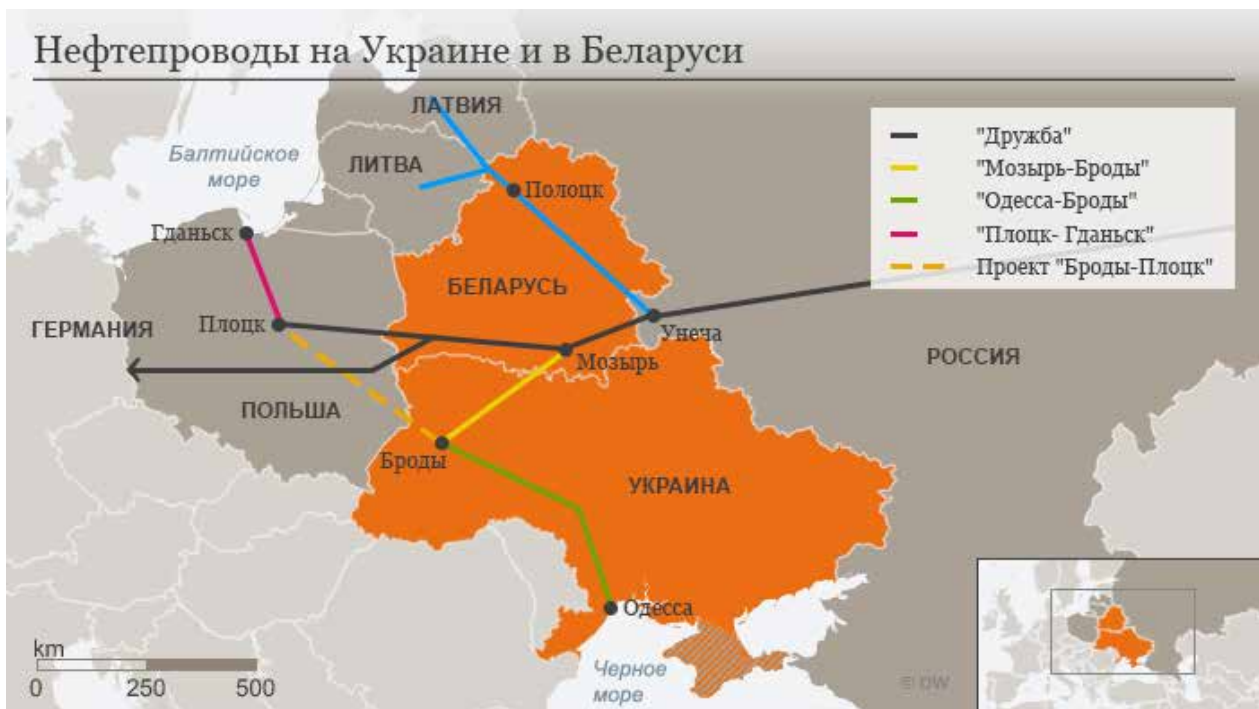 Нефтепроводы на Украине и в Беларуси
ЛАТВИЯ
"Дружба"
"Мозырь-Броды"
"Одесса-Броды"
"Плоцк- Гданьск"
Проект "Броды-Плоцк"
Балтийское
море
ЛИТВА
Полоцк
Гданьск
БЕЛАРУСЬ
ГЕРМАНИЯ
Плоцк
Унеча
Мозырь
РОССИЯ
ПОЛЬША
Броды
УКРАИНА
Одесса
Черное
море
km
0 250 500
© DW